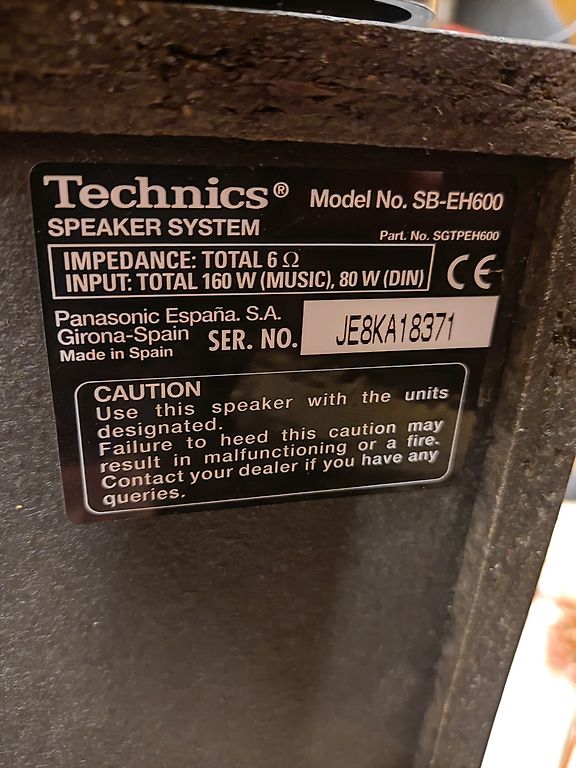 Technics® Model No. SB-EH600
SPEAKER SYSTEM Part. No. SGTPEH600
IMPEDANCE: TOTAL 6 Ω
INPUT: TOTAL 160 W (MUSIC), 80 W (DIN)
CE
Panasonic España. S.A.
Girona-Spain
Made in Spain
SER. NO. JE8KA18371
CAUTION
Use this speaker with the units
designated.
Failure to heed this caution may
result in malfunctioning or a fire.
Contact your dealer if you have any
queries.